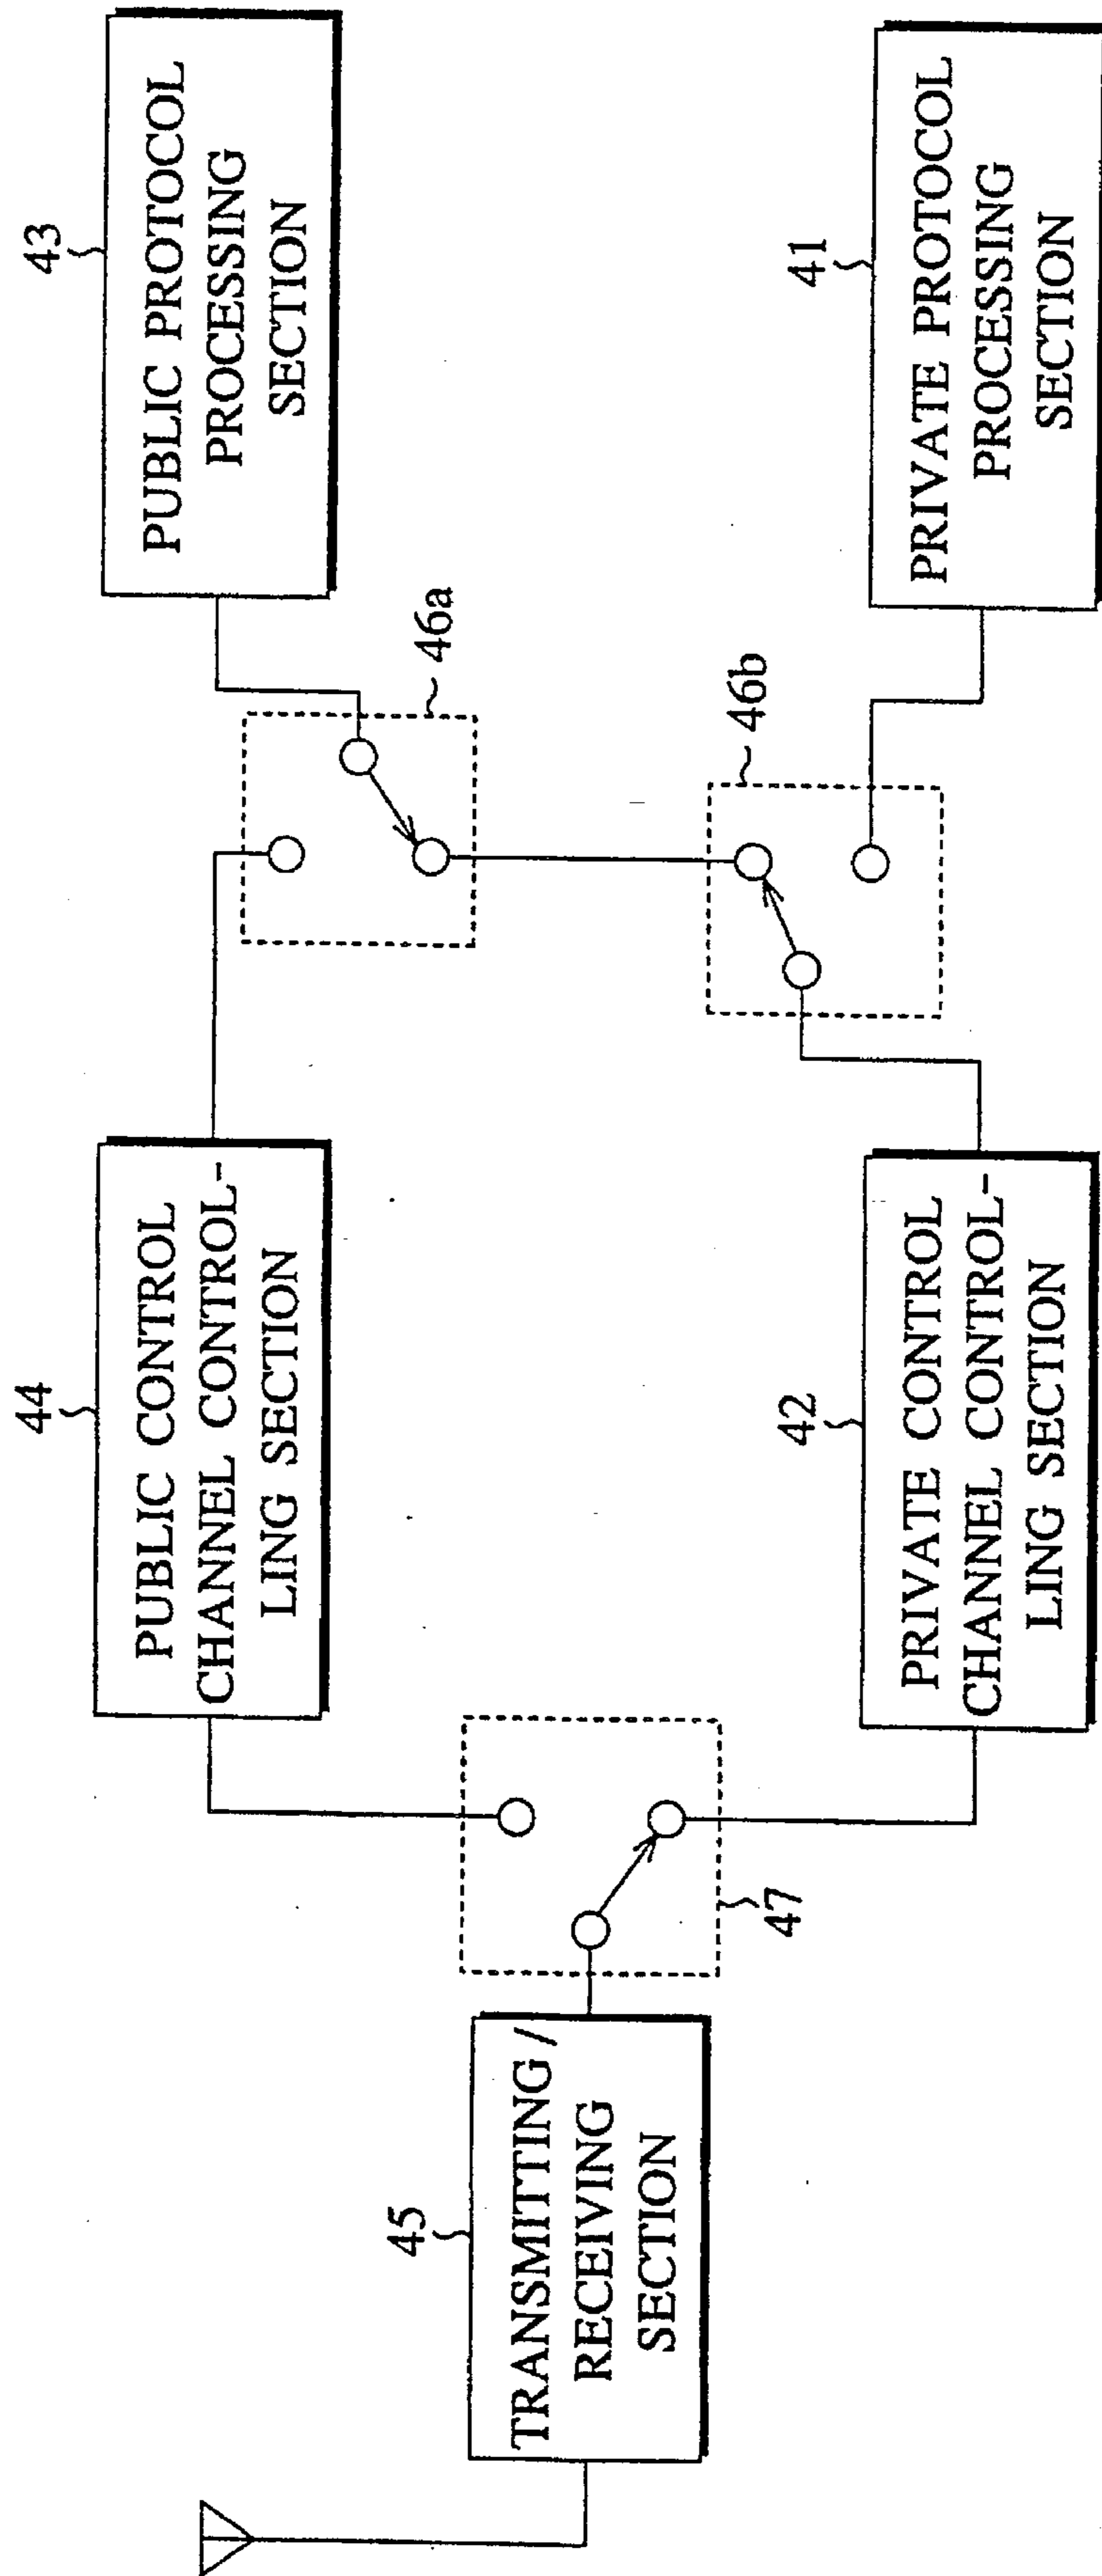 44
PUBLIC CONTROL
CHANNEL CONTROL-
LING SECTION
43
PUBLIC PROTOCOL
PROCESSING
SECTION
46a
45
TRANSMITTING /
RECEIVING
SECTION
47
46b
42
PRIVATE CONTROL
CHANNEL CONTROL-
LING SECTION
41
PRIVATE PROTOCOL
PROCESSING
SECTION